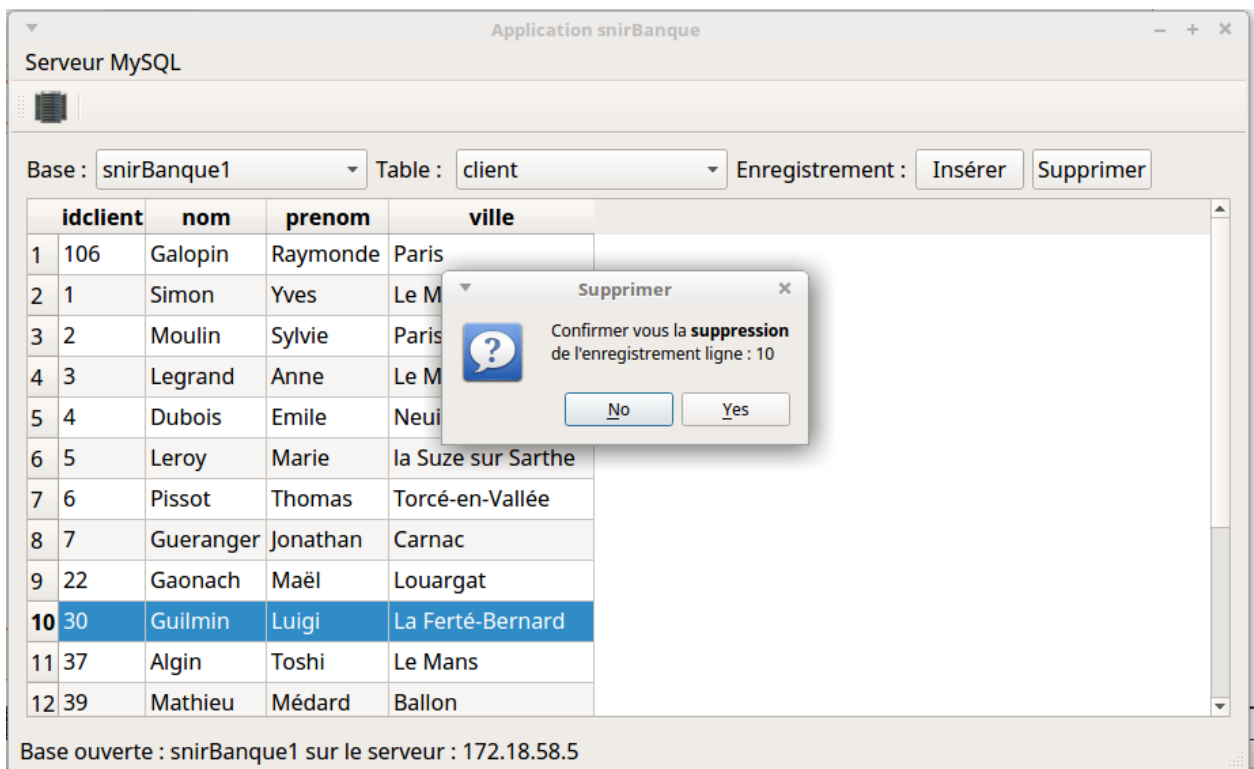 Application snirBanque
Serveur MySQL
Base : snirBanque1 Table : client Enregistrement : Insérer Supprimer
idclient nom prenom ville
1 106 Galopin Raymonde Paris
2 1 Simon Yves Le M
3 2 Moulin Sylvie Paris
4 3 Legrand Anne Le M
5 4 Dubois Emile Neui
6 5 Leroy Marie la Suze sur Sarthe
7 6 Pissot Thomas Torcé-en-Vallée
8 7 Gueranger Jonathan Carnac
9 22 Gaonach Maël Louargat
10 30 Guilmin Luigi La Ferté-Bernard
11 37 Algin Toshi Le Mans
12 39 Mathieu Médard Ballon
Supprimer
Confirmer vous la suppression
de l'enregistrement ligne : 10
No Yes
Base ouverte : snirBanque1 sur le serveur : 172.18.58.5